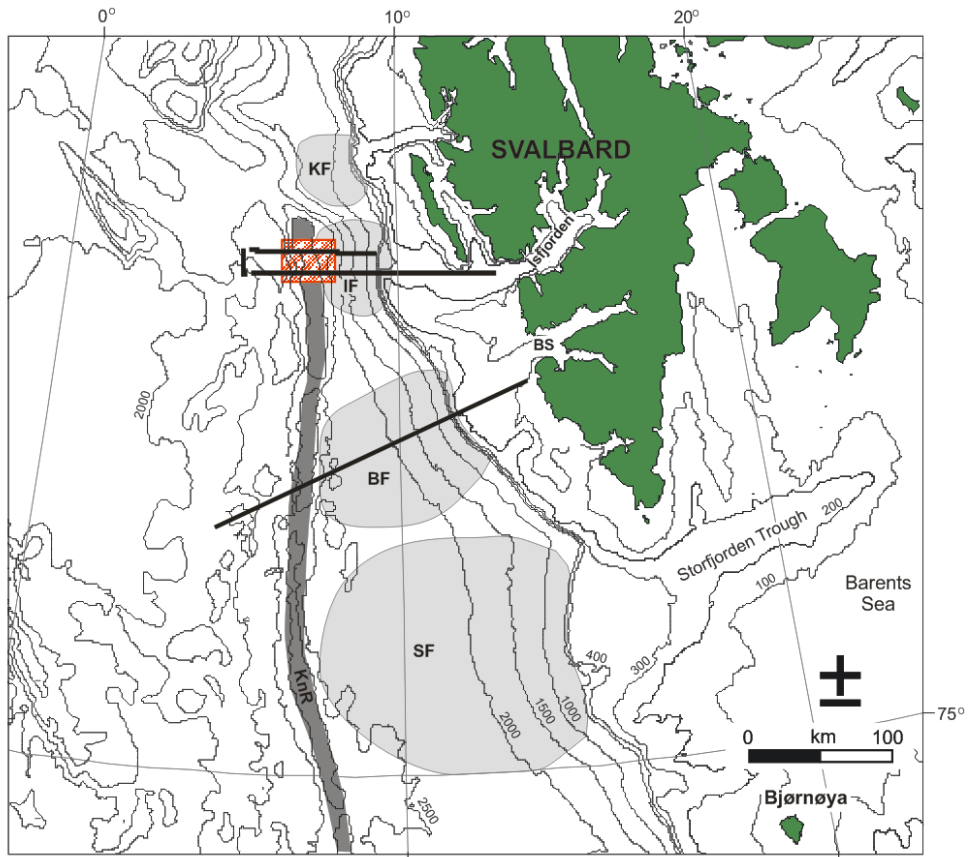 0°
10°
20°
SVALBARD
KF
Isfjorden
IF
BS
2000
BF
200
Storfjorden Trough
100
Barents
Sea
SF
400
300
KnR
1000
1500
2000
75°
0 km 100
2500
Bjørnøya